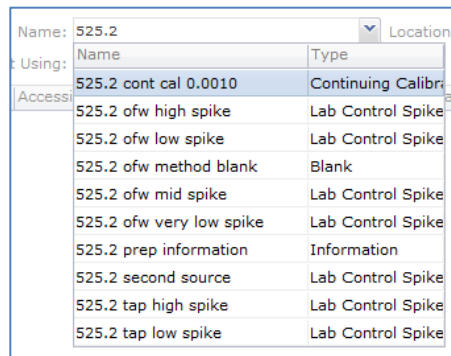 Name: 525.2 Location
Using: Name Type
525.2 cont cal 0.0010 Continuing Calibra
Accessi
525.2 ofw high spike Lab Control Spike
525.2 ofw low spike Lab Control Spike
525.2 ofw method blank Blank
525.2 ofw mid spike Lab Control Spike
525.2 ofw very low spike Lab Control Spike
525.2 prep information Information
525.2 second source Lab Control Spike
525.2 tap high spike Lab Control Spike
525.2 tap low spike Lab Control Spike